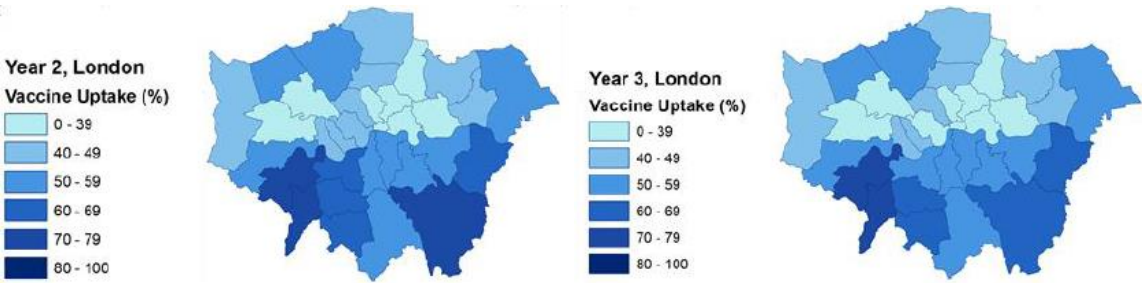 Year 2, London
Vaccine Uptake (%)
0 - 39
40 - 49
50 - 59
60 - 69
70 - 79
80 - 100
Year 3, London
Vaccine Uptake (%)
0 - 39
40 - 49
50 - 59
60 - 69
70 - 79
80 - 100